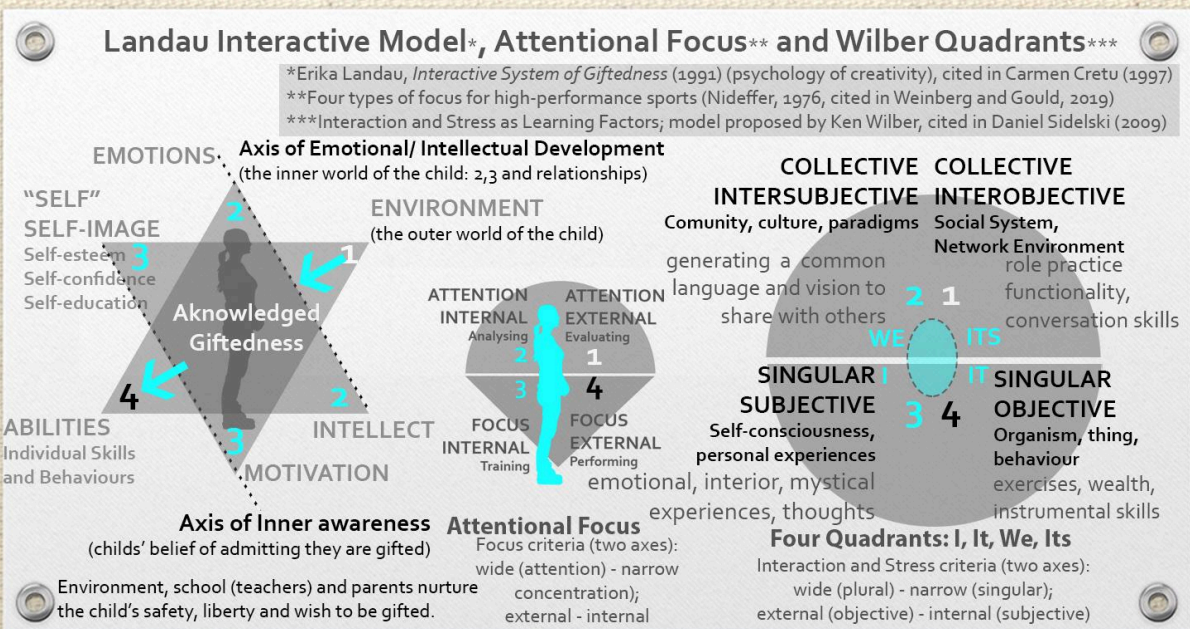 Landau Interactive Model*, Attentional Focus** and Wilber Quadrants***
*Erika Landau, Interactive System of Giftedness (1991) (psychology of creativity), cited in Carmen Cretu (1997)
**Four types of focus for high-performance sports (Nideffer, 1976, cited in Weinberg and Gould, 2019)
***Interaction and Stress as Learning Factors; model proposed by Ken Wilber, cited in Daniel Sidelski (2009)
EMOTIONS
Axis of Emotional/ Intellectual Development
(the inner world of the child: 2,3 and relationships)
"SELF"
SELF-IMAGE
Self-esteem
Self-confidence
Self-education
2
3
ENVIRONMENT
(the outer world of the child)
1
Aknowledged
Giftedness
4
2
3
ABILITIES
Individual Skills
and Behaviours
INTELLECT
MOTIVATION
Axis of Inner awareness
(childs' belief of admitting they are gifted)
Environment, school (teachers) and parents nurture
the child's safety, liberty and wish to be gifted.
ATTENTION
INTERNAL
Analysing
2
ATTENTION
EXTERNAL
Evaluating
1
3
FOCUS
INTERNAL
Training
4
FOCUS
EXTERNAL
Performing
Attentional Focus
Focus criteria (two axes):
wide (attention) - narrow
concentration);
external - internal
COLLECTIVE
INTERSUBJECTIVE
Comunity, culture, paradigms
generating a common
language and vision to
share with others
2
WE
COLLECTIVE
INTEROBJECTIVE
Social System,
Network Environment
role practice
functionality,
conversation skills
1
ITS
SINGULAR
SUBJECTIVE
Self-consciousness,
personal experiences
emotional, interior, mystical
experiences, thoughts
I
3
IT
4
SINGULAR
OBJECTIVE
Organism, thing,
behaviour
exercises, wealth,
instrumental skills
Four Quadrants: I, It, We, Its
Interaction and Stress criteria (two axes):
wide (plural) - narrow (singular);
external (objective) - internal (subjective)